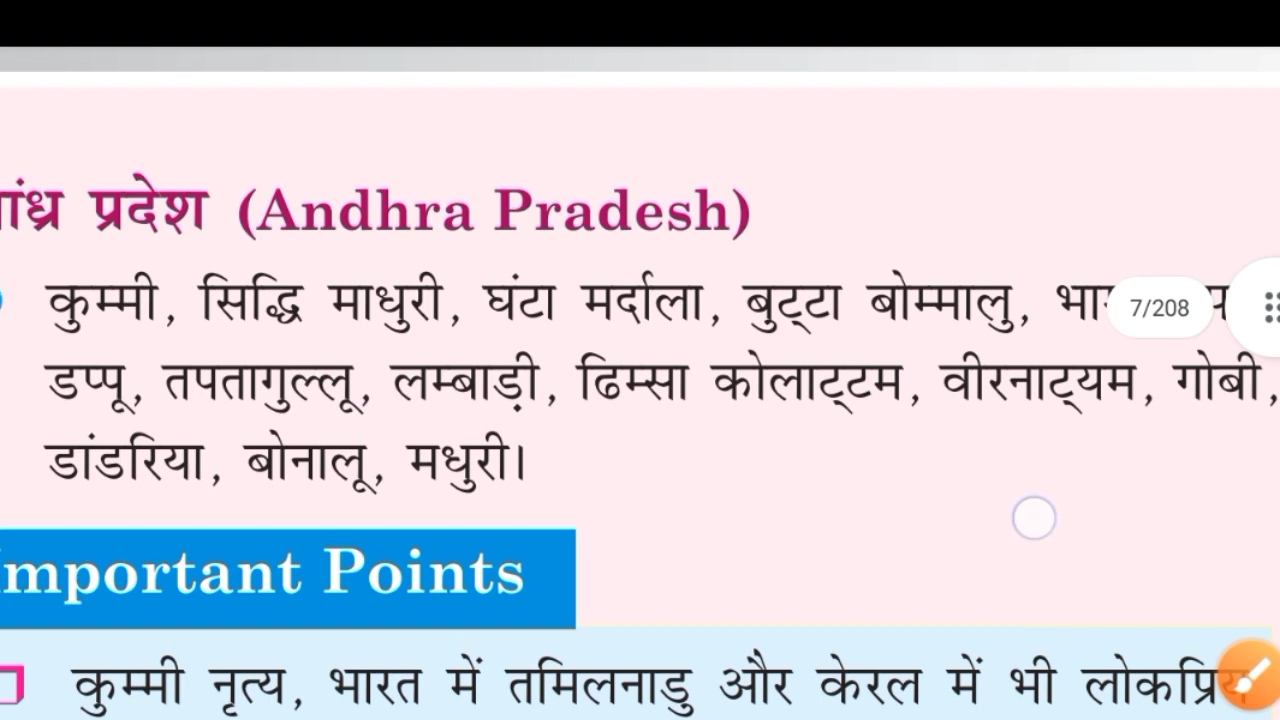 प्रदेश (Andhra Pradesh)
कुम्मी, सिद्धि माधुरी, घंटा मर्दाला, बुट्टा बोम्मालु,
7/208
डप्पू, तपतागुल्लू, लम्बाड़ी, ढिम्सा कोलाट्टम, वीरनाट्यम, गोबी,
डांडरिया, बोनालू, मधुरी।
Important Points
कुम्मी नृत्य, भारत में तमिलनाडु और केरल में भी लोकप्रिय